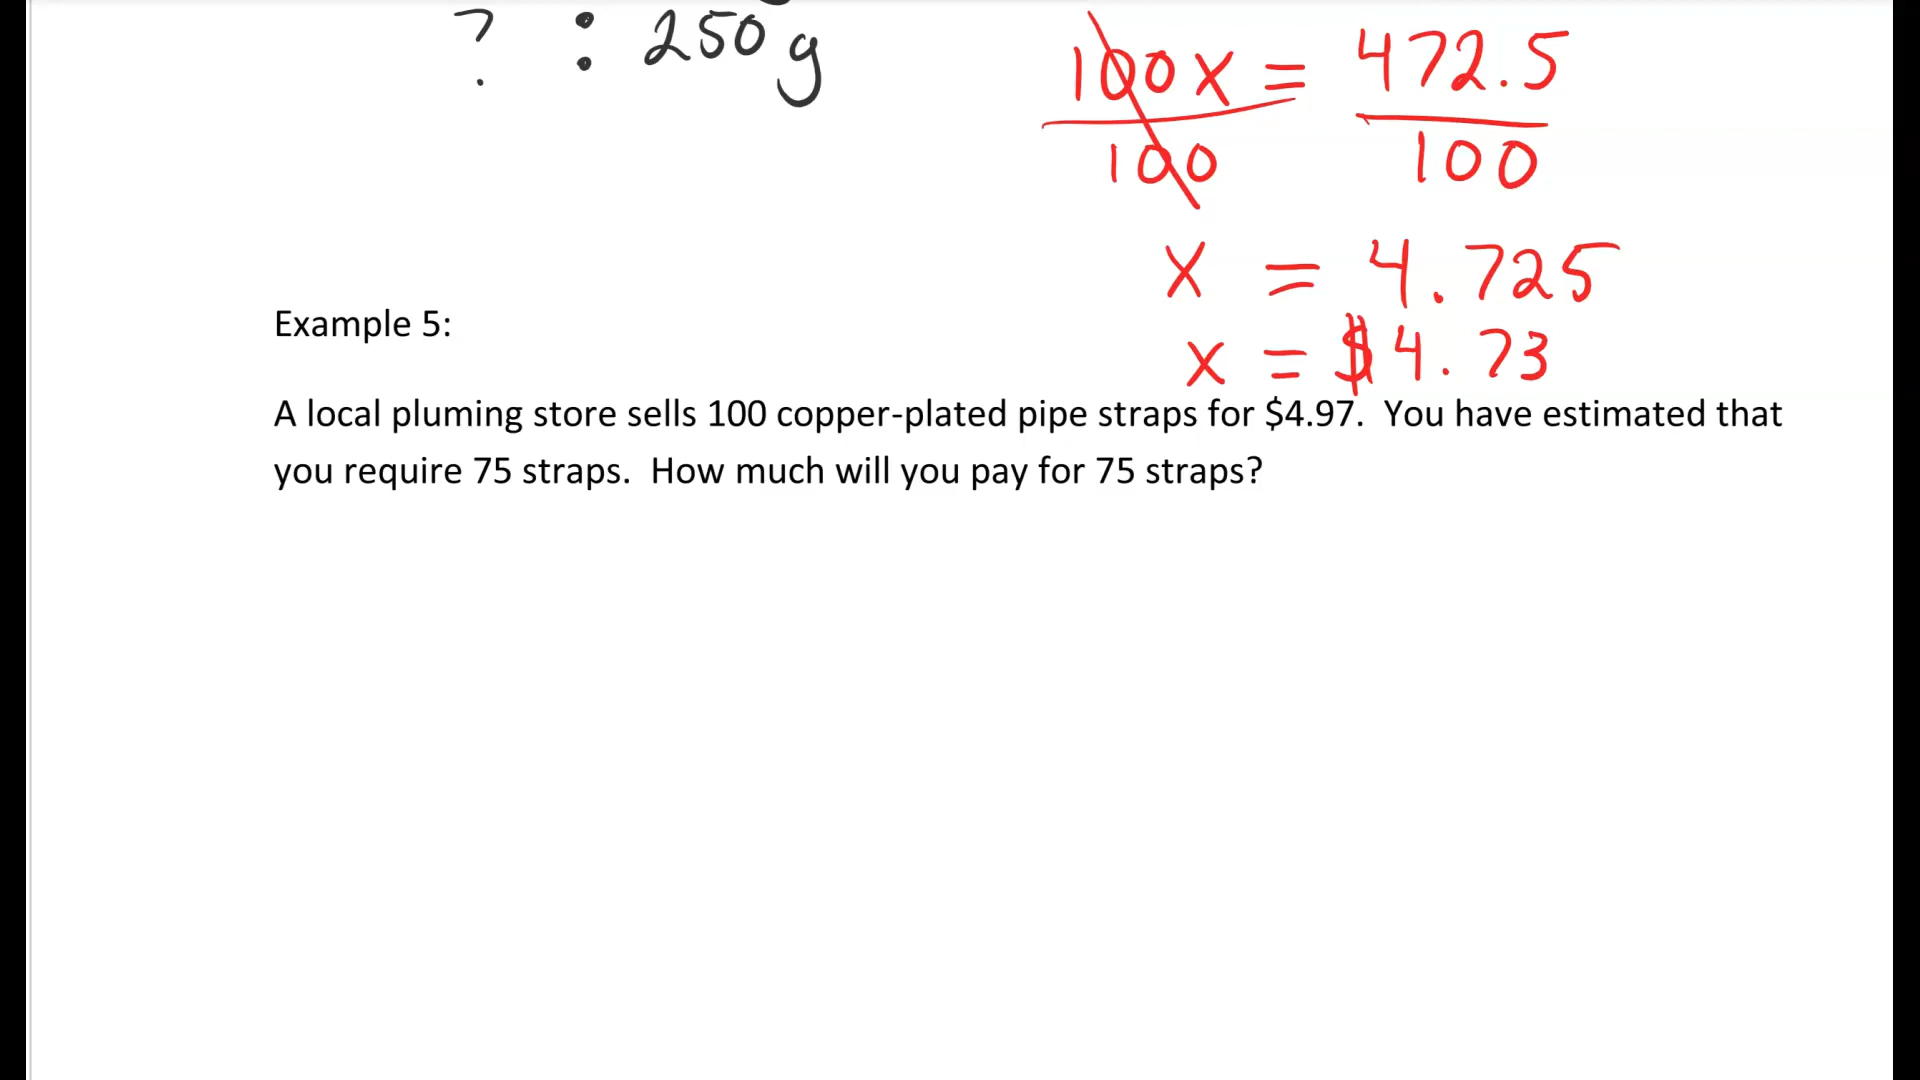 ? : 250 g
100x = 472.5
100 100
x = 4.725
Example 5:
x = $4.73
A local pluming store sells 100 copper-plated pipe straps for $4.97. You have estimated that
you require 75 straps. How much will you pay for 75 straps?